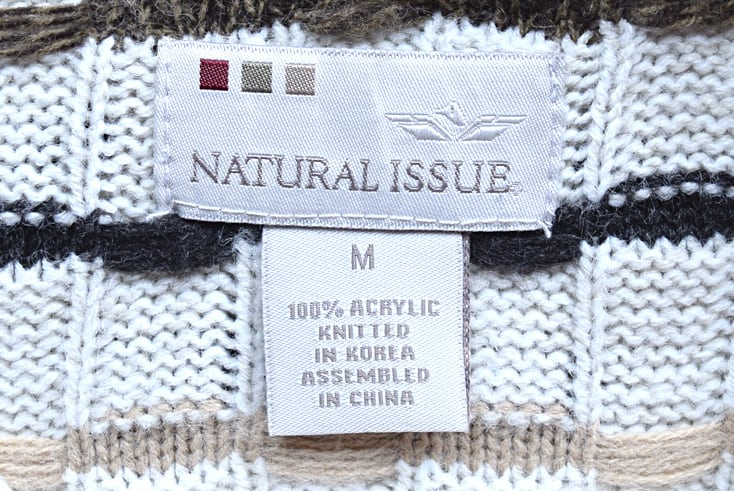 NATURAL ISSUE
M
100% ACRYLIC
KNITTED
IN KOREA
ASSEMBLED
IN CHINA